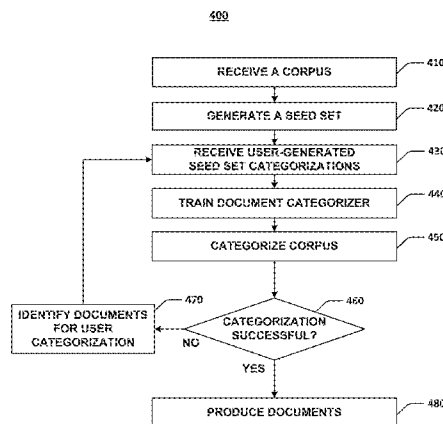 400
RECEIVE A CORPUS
410
GENERATE A SEED SET
420
RECEIVE USER-GENERATED
SEED SET CATEGORIZATIONS
430
TRAIN DOCUMENT CATEGORIZER
440
CATEGORIZE CORPUS
450
IDENTIFY DOCUMENTS
FOR USER
CATEGORIZATION
470
CATEGORIZATION
SUCCESSFUL?
460
NO
YES
PRODUCE DOCUMENTS
480